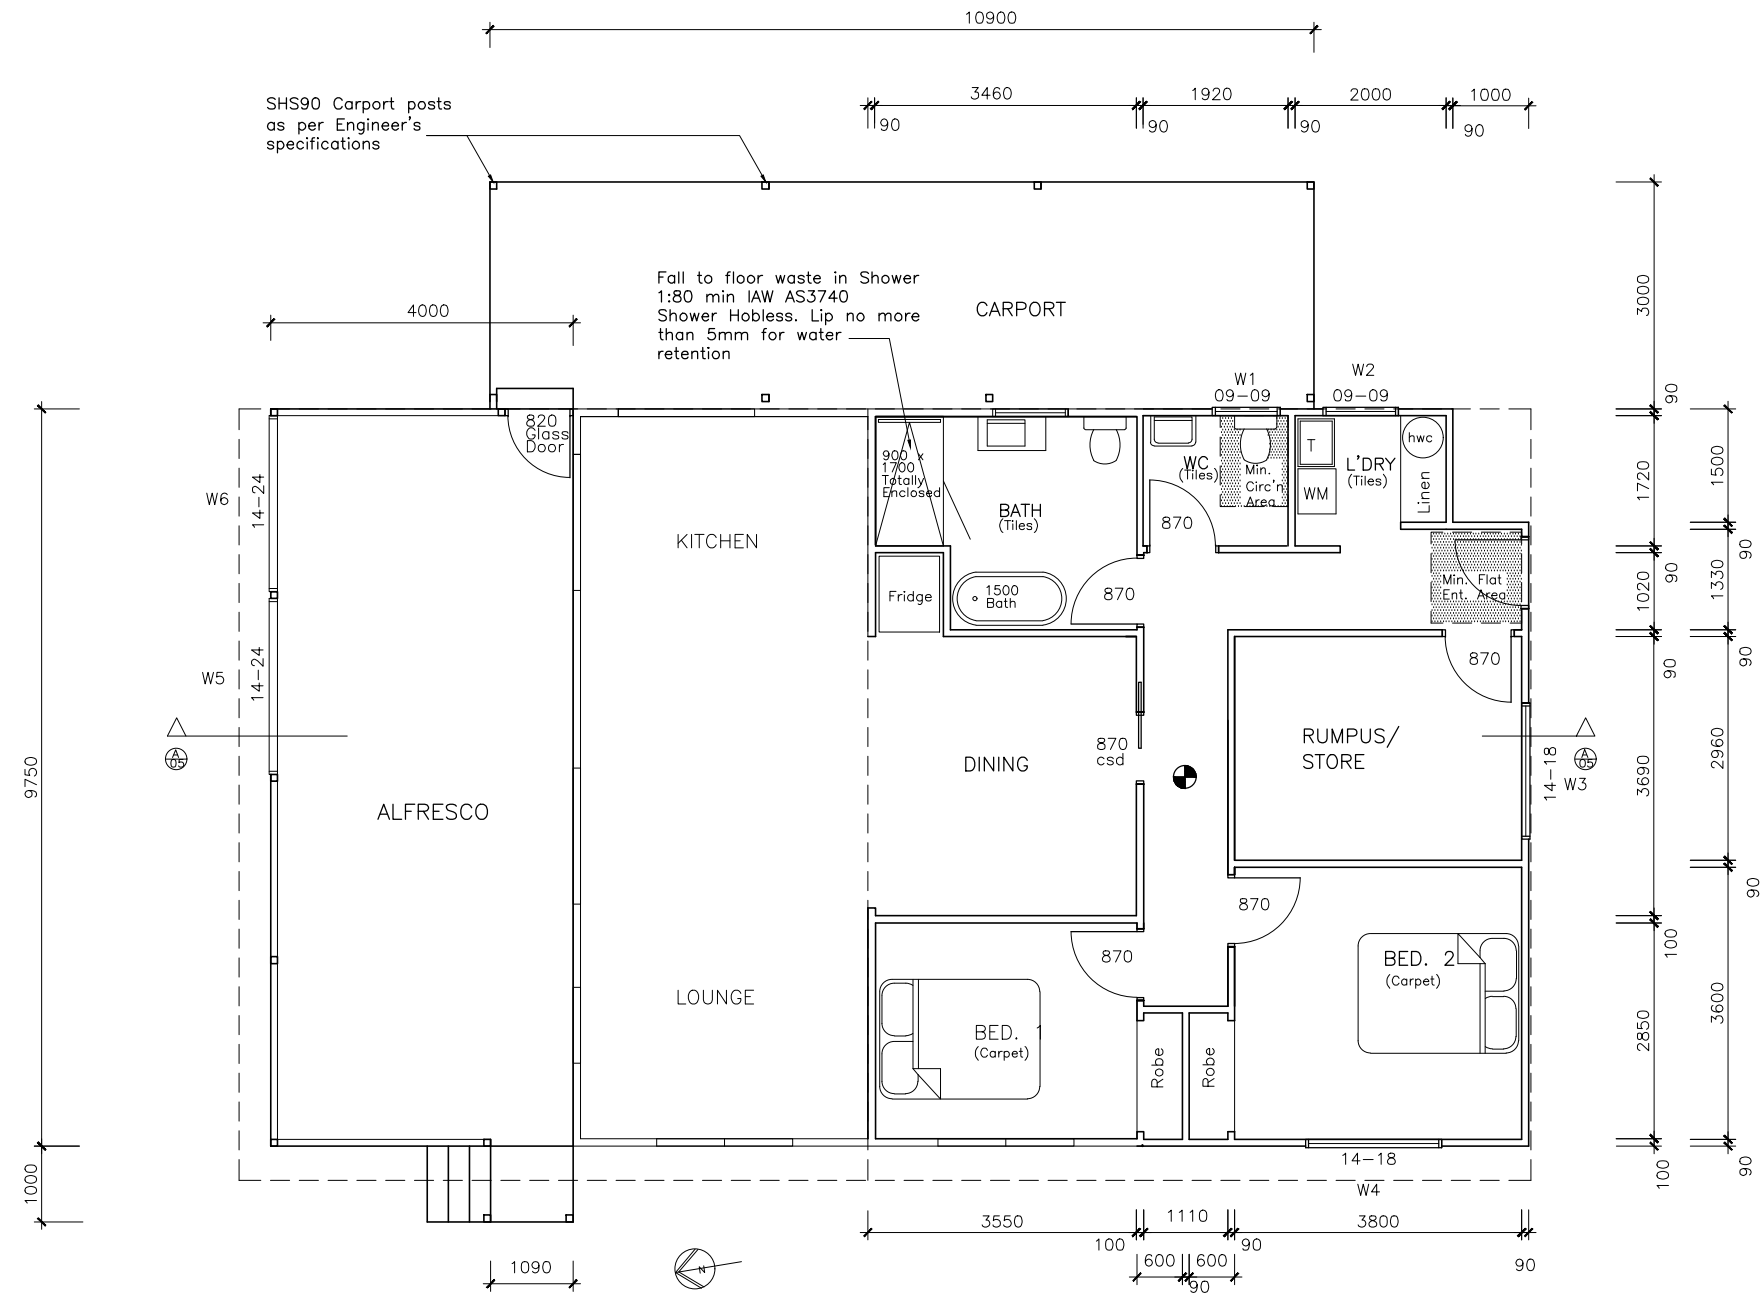 10900
3460
1920
2000
1000
90
90
90
90
SHS90 Carport posts
as per Engineer's
specifications
Fall to floor waste in Shower
1:80 min IAW AS3740
Shower Hobless. Lip no more
than 5mm for water
retention
CARPORT
4000
3000
90
W1
09-09
W2
09-09
820
Glass
Door
900 x
1700
Totally
Enclosed
BATH
(Tiles)
WC
(Tiles)
Min.
Circ'n
Area
T
WM
L'DRY
(Tiles)
hwc
Linen
1720
1500
W6
14-24
KITCHEN
870
90
90
Fridge
1500
Bath
870
Min. Flat
Ent. Area
1020
1330
W5
14-24
870
90
90
A
05
9750
ALFRESCO
DINING
870
csd
RUMPUS/
STORE
14-18
W3
A
05
3690
2960
90
870
870
100
LOUNGE
BED. 1
(Carpet)
BED. 2
(Carpet)
Robe
Robe
2850
3600
1000
14-18
W4
100
90
3550
1110
3800
100
90
90
600
600
90
1090
N